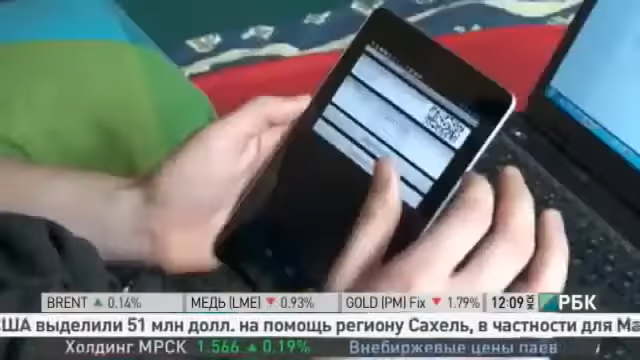 BRENT ▲ 0.14% МЕДЬ (LME) ▼ 0.93% GOLD (PM) Fix ▼ 1.79% 12:09 МСК РБК
США выделили 51 млн долл. на помощь региону Сахель, в частности для Ма
Холдинг МРСК 1.566 ▲ 0.19% Внебиржевые цены паев